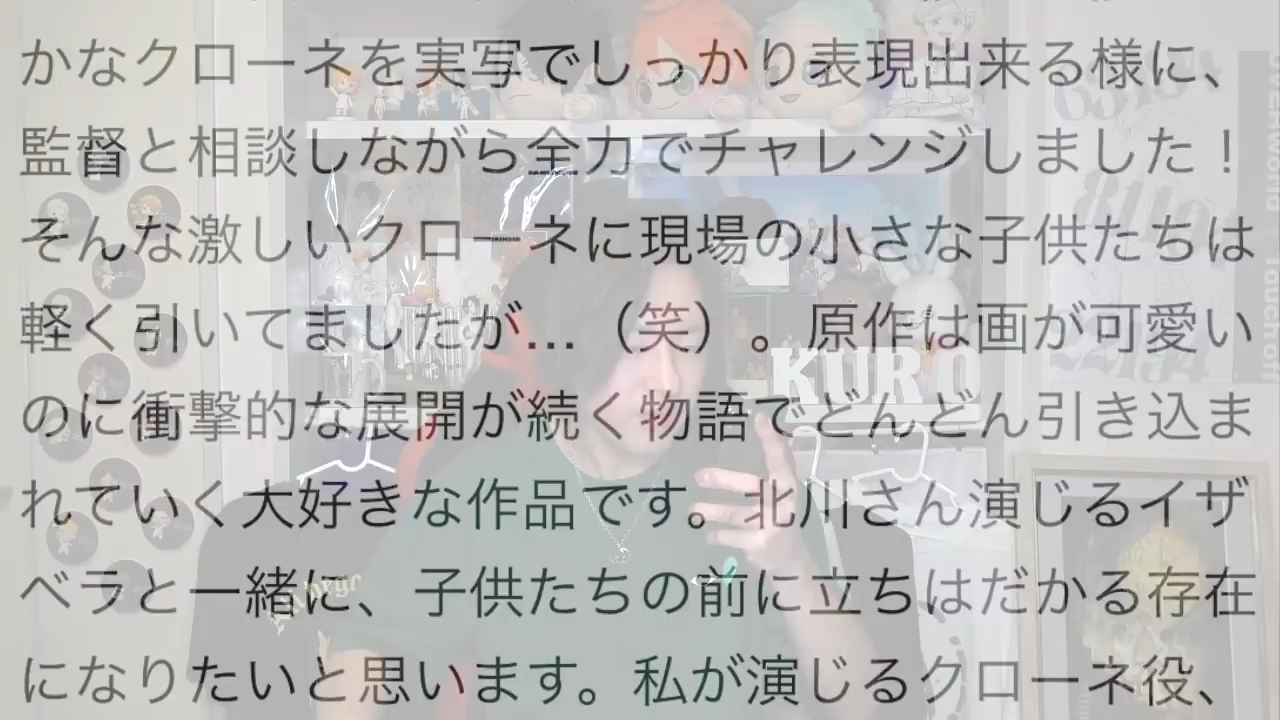 かなクローネを実写でしっかり表現出来る様に、
監督と相談しながら全力でチャレンジしました！
そんな激しいクローネに現場の小さな子供たちは
軽く引いてましたが…（笑）。原作は画が可愛い
のに衝撃的な展開が続く物語でどんどん引き込ま
れていく大好きな作品です。北川さん演じるイザ
ベラと一緒に、子供たちの前に立ちはだかる存在
になりたいと思います。私が演じるクローネ役、
KURO